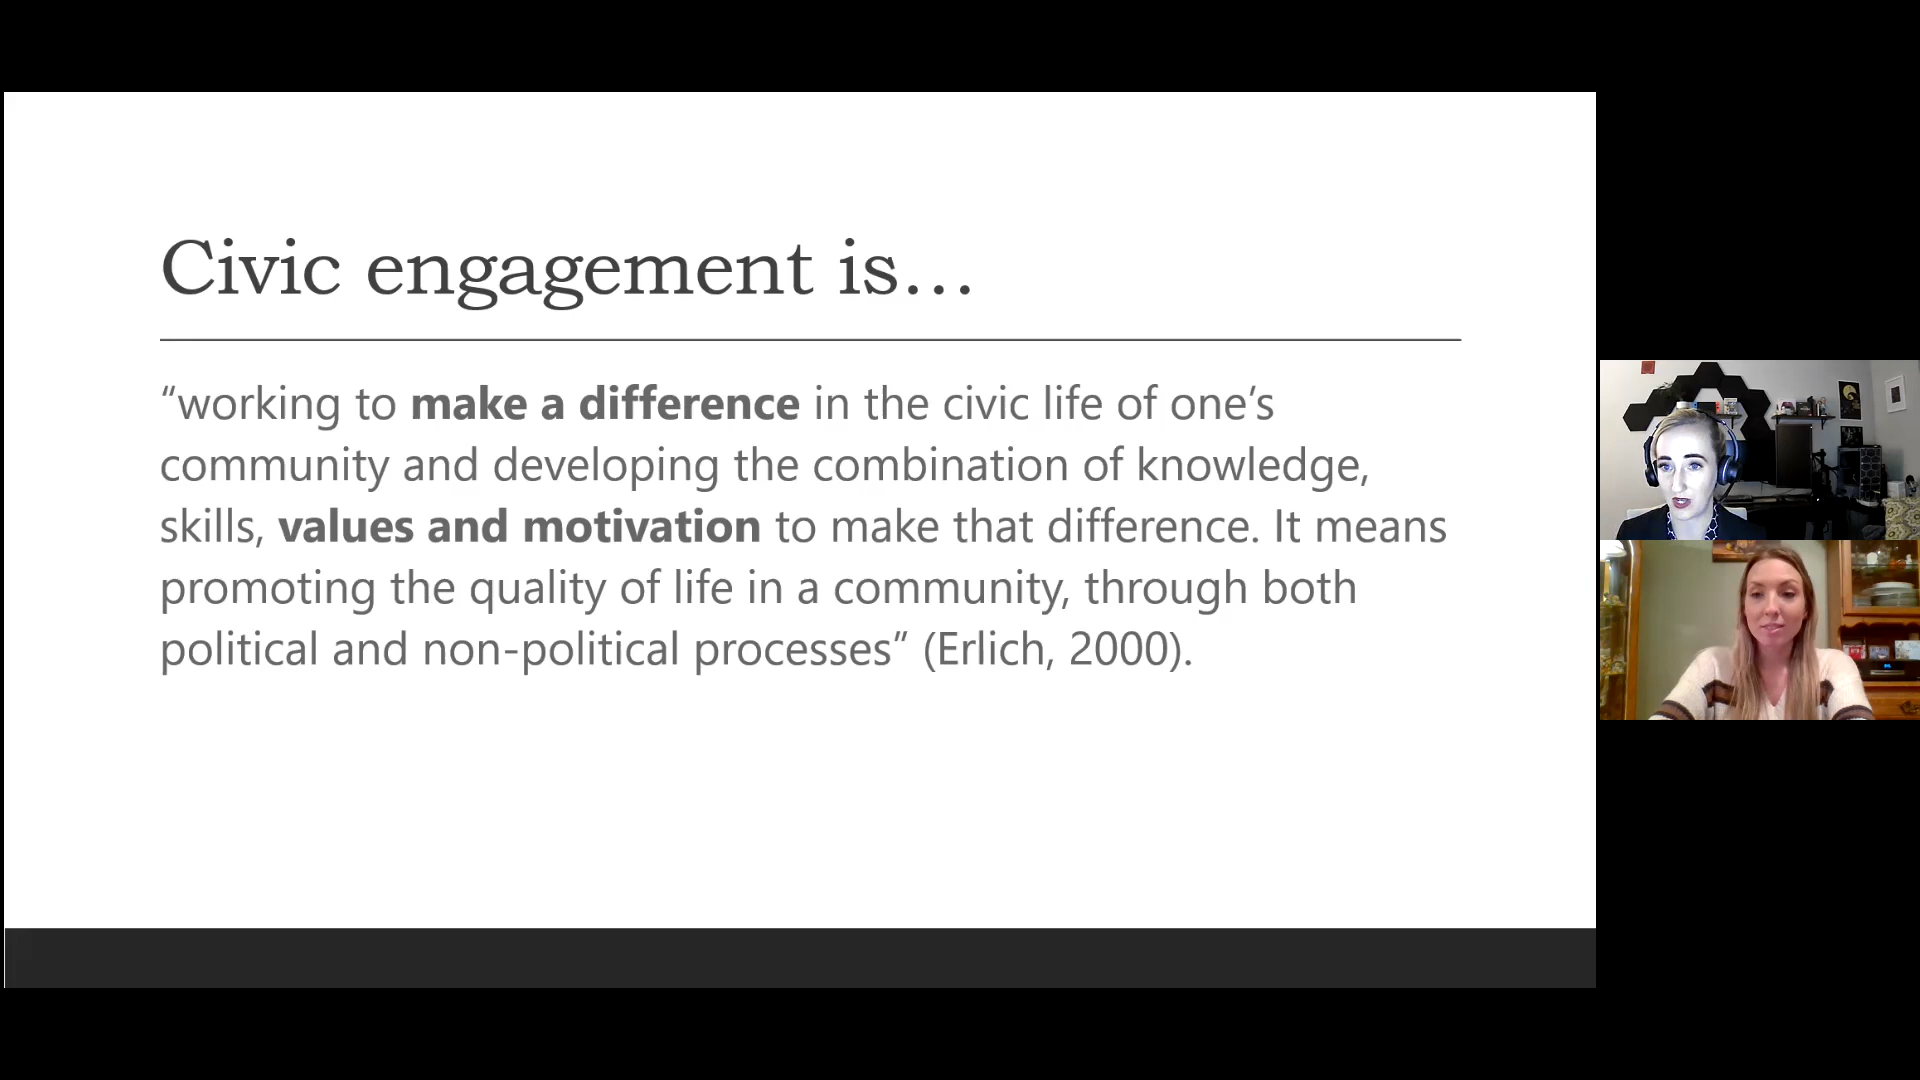 Civic engagement is…
“working to make a difference in the civic life of one’s
community and developing the combination of knowledge,
skills, values and motivation to make that difference. It means
promoting the quality of life in a community, through both
political and non-political processes” (Erlich, 2000).